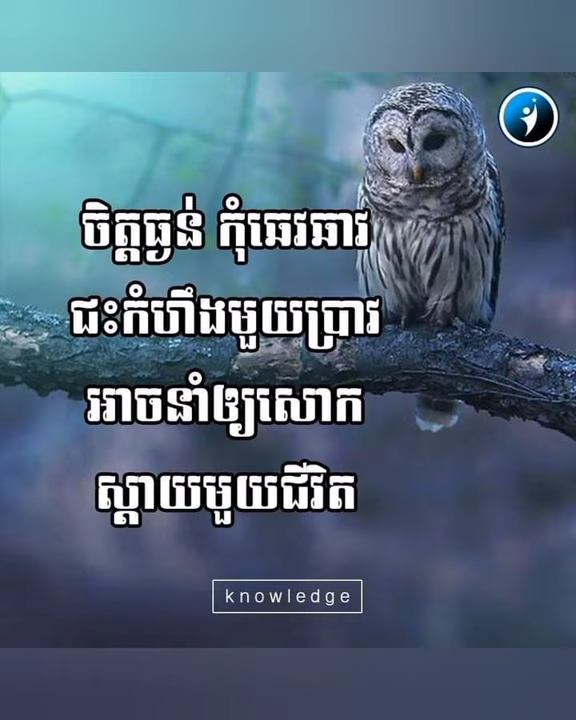 ចិត្តធ្ងន់ កុំឆេវឆាវ
ជះកំហឹងមួយប្រាវ
អាចនាំឲ្យសោក
ស្ដាយមួយជីវិត
knowledge